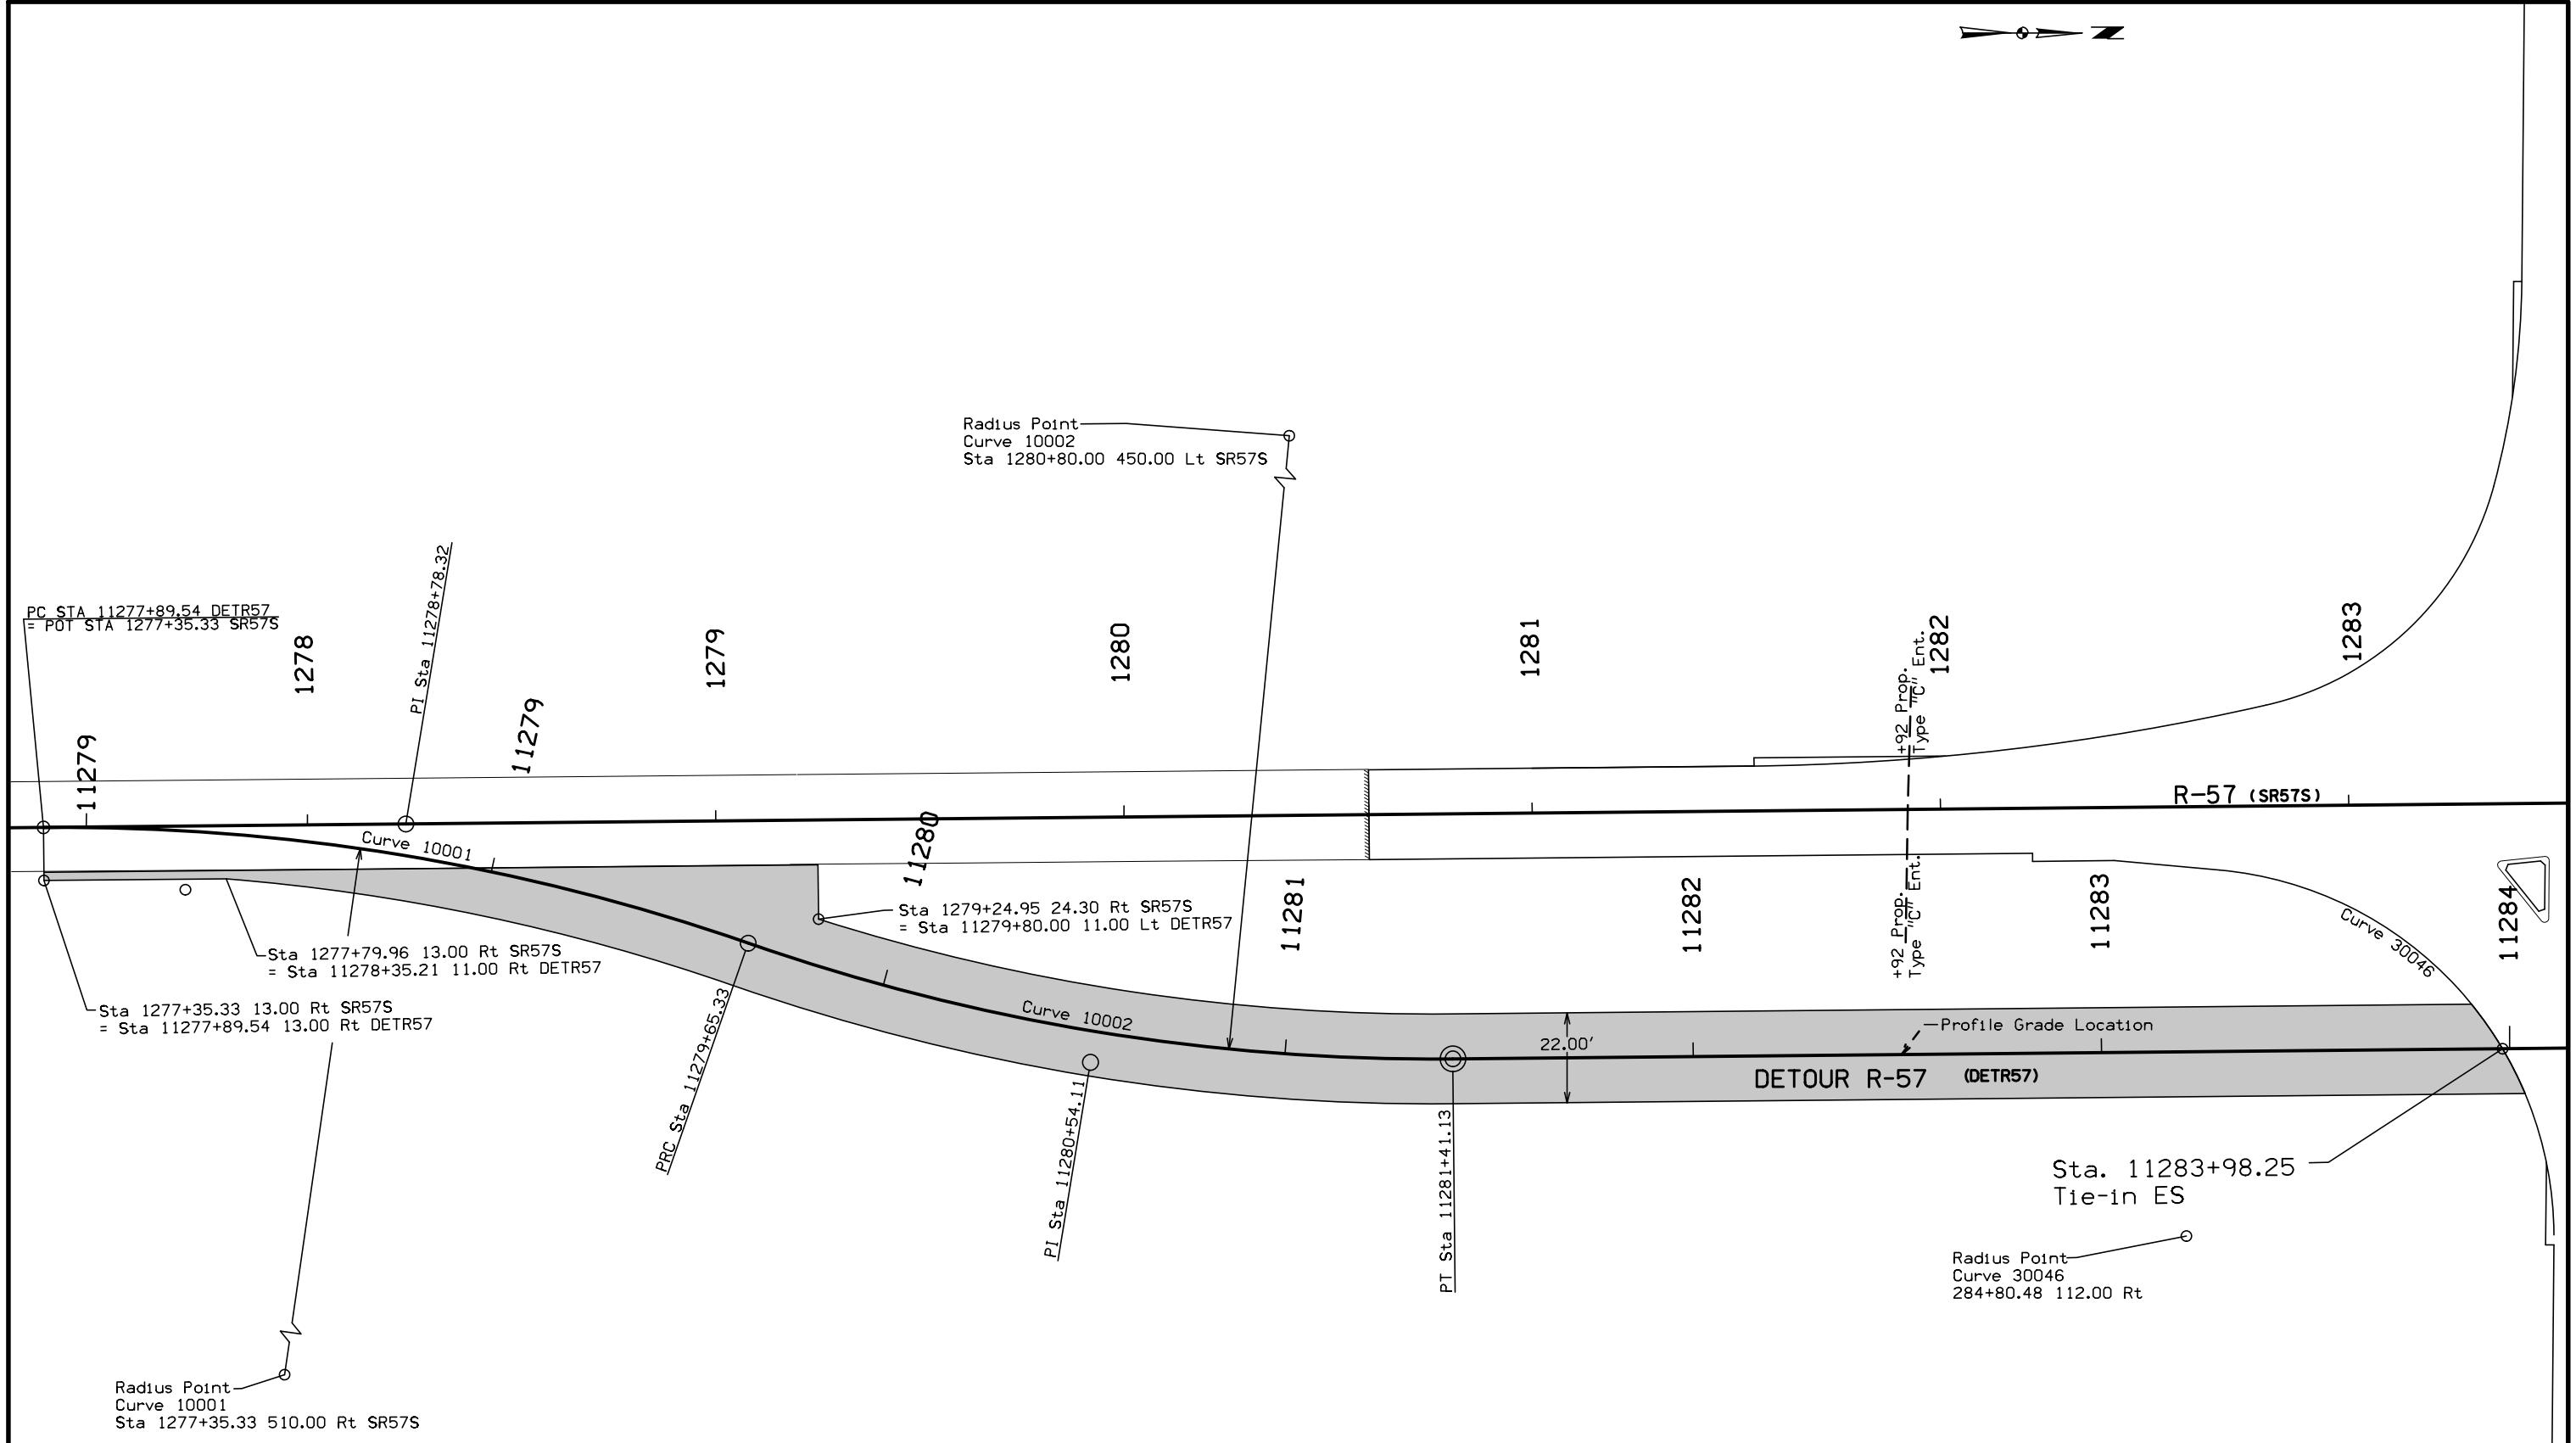 N
Radius Point
Curve 10002
Sta 1280+80.00 450.00 Lt SR57S
PC STA 11277+89.54 DETR57
= POT STA 1277+35.33 SR57S
PI Sta 11278+78.32
1278
1279
1280
1281
1282
1283
+92 Prop.
Type "C" Ent.
11279
11279
R-57 (SR57S)
Curve 10001
11280
Sta 1279+24.95 24.30 Rt SR57S
= Sta 11279+80.00 11.00 Lt DETR57
11281
11282
+92 Prop.
Type "C" Ent.
11283
11284
Curve 30046
Sta 1277+79.96 13.00 Rt SR57S
= Sta 11278+35.21 11.00 Rt DETR57
Sta 1277+35.33 13.00 Rt SR57S
= Sta 11277+89.54 13.00 Rt DETR57
Curve 10002
22.00'
Profile Grade Location
DETOUR R-57 (DETR57)
PRC Sta 11279+65.33
PI Sta 11280+54.11
PT Sta 11281+41.13
Sta. 11283+98.25
Tie-in ES
Radius Point
Curve 30046
284+80.48 112.00 Rt
Radius Point
Curve 10001
Sta 1277+35.33 510.00 Rt SR57S